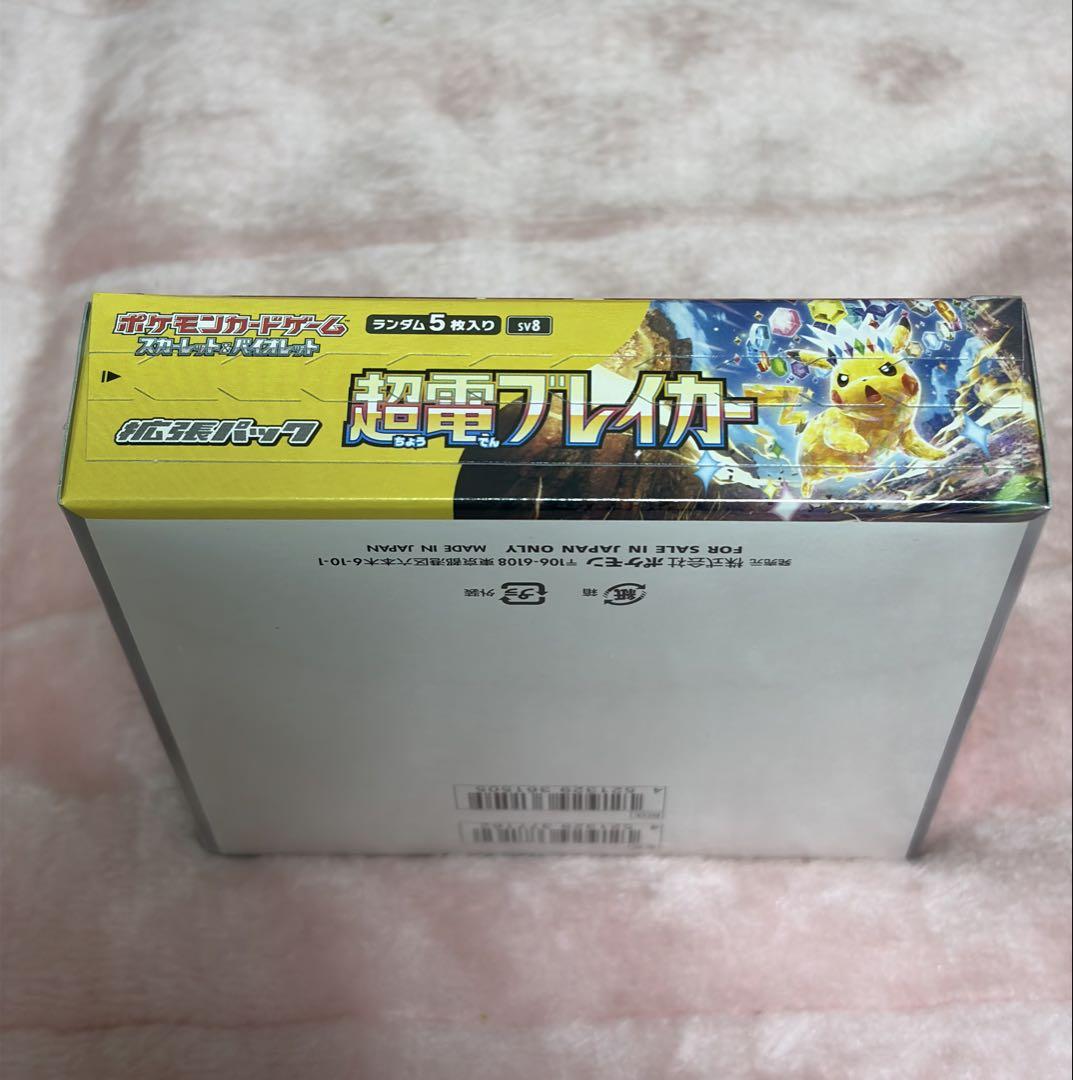 ポケモンカードゲーム
スカーレット&バイオレット
ランダム5枚入り SV8
拡張パック
超電ブレイカー
ちょう でん
FOR SALE IN JAPAN ONLY MADE IN JAPAN
発売元 株式会社ポケモン 〒106-6108 東京都港区六本木6-10-1
紙 箱 プラ 外装
4 521329 361505